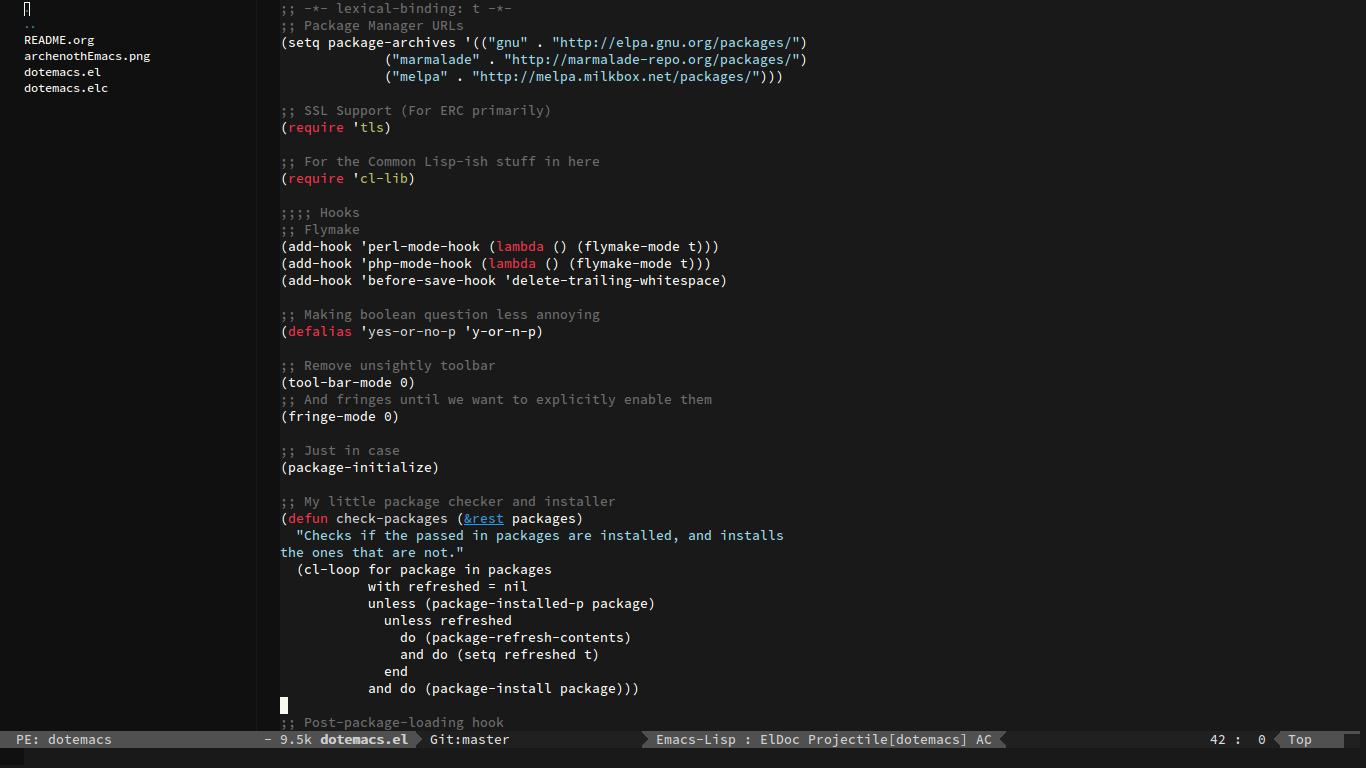 .
..
README.org
archenothEmacs.png
dotemacs.el
dotemacs.elc
;; -*- lexical-binding: t -*-
;; Package Manager URLs
(setq package-archives '(("gnu" . "http://elpa.gnu.org/packages/")
             ("marmalade" . "http://marmalade-repo.org/packages/")
             ("melpa" . "http://melpa.milkbox.net/packages/")))

;; SSL Support (For ERC primarily)
(require 'tls)

;; For the Common Lisp-ish stuff in here
(require 'cl-lib)

;;;; Hooks
;; Flymake
(add-hook 'perl-mode-hook (lambda () (flymake-mode t)))
(add-hook 'php-mode-hook (lambda () (flymake-mode t)))
(add-hook 'before-save-hook 'delete-trailing-whitespace)

;; Making boolean question less annoying
(defalias 'yes-or-no-p 'y-or-n-p)

;; Remove unsightly toolbar
(tool-bar-mode 0)
;; And fringes until we want to explicitly enable them
(fringe-mode 0)

;; Just in case
(package-initialize)

;; My little package checker and installer
(defun check-packages (&rest packages)
  "Checks if the passed in packages are installed, and installs
the ones that are not."
  (cl-loop for package in packages
           with refreshed = nil
           unless (package-installed-p package)
             unless refreshed
               do (package-refresh-contents)
               and do (setq refreshed t)
             end
           and do (package-install package)))

;; Post-package-loading hook
PE: dotemacs
- 9.5k dotemacs.el Git:master Emacs-Lisp : ElDoc Projectile[dotemacs] AC 42 : 0 Top